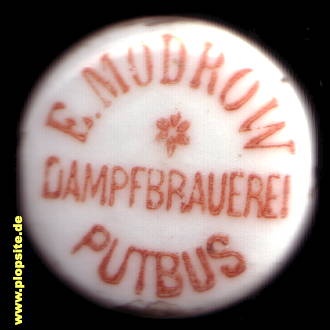 E. MODROW
DAMPFBRAUEREI
PUTBUS
www.plopsite.de